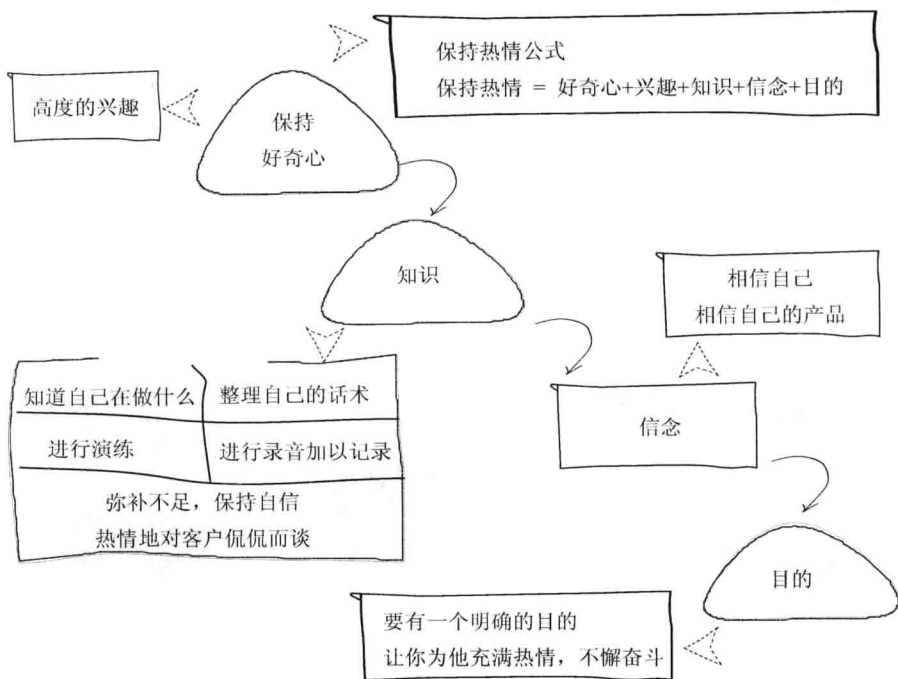 保持热情公式
保持热情 = 好奇心+兴趣+知识+信念+目的
高度的兴趣
保持
好奇心
知识
相信自己
相信自己的产品
知道自己在做什么
整理自己的话术
进行演练
进行录音加以记录
弥补不足，保持自信
热情地对客户侃侃而谈
信念
目的
要有一个明确的目的
让你为他充满热情，不懈奋斗